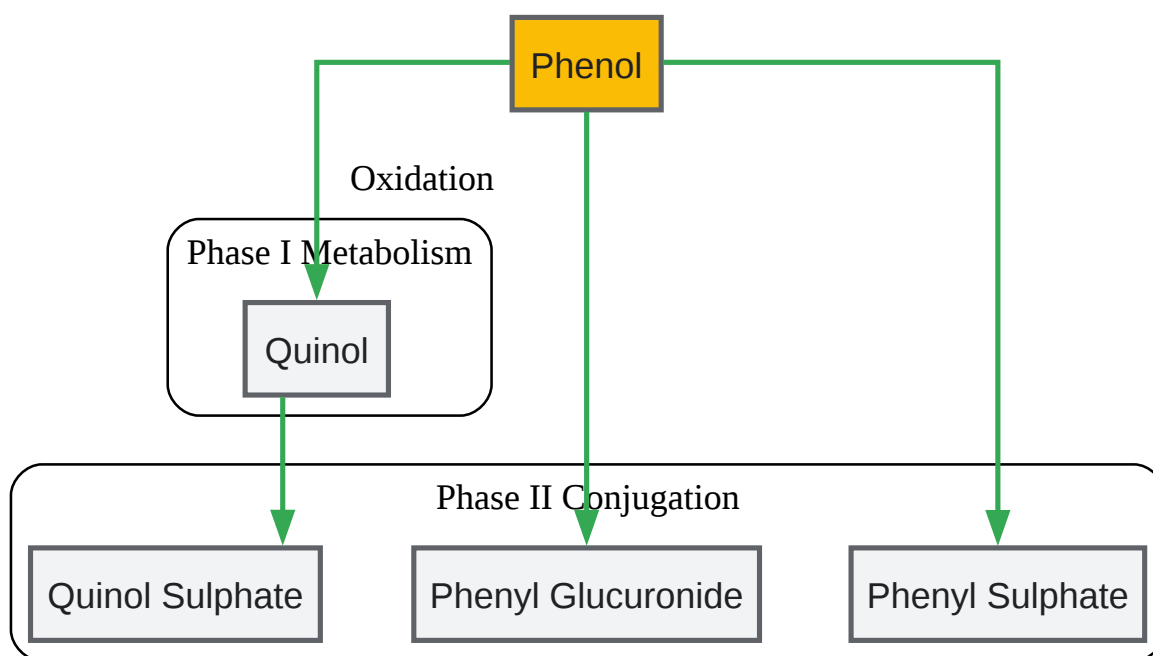 Phenol
Oxidation
Phase I Metabolism
Quinol
Phase II Conjugation
Quinol Sulphate
Phenyl Glucuronide
Phenyl Sulphate